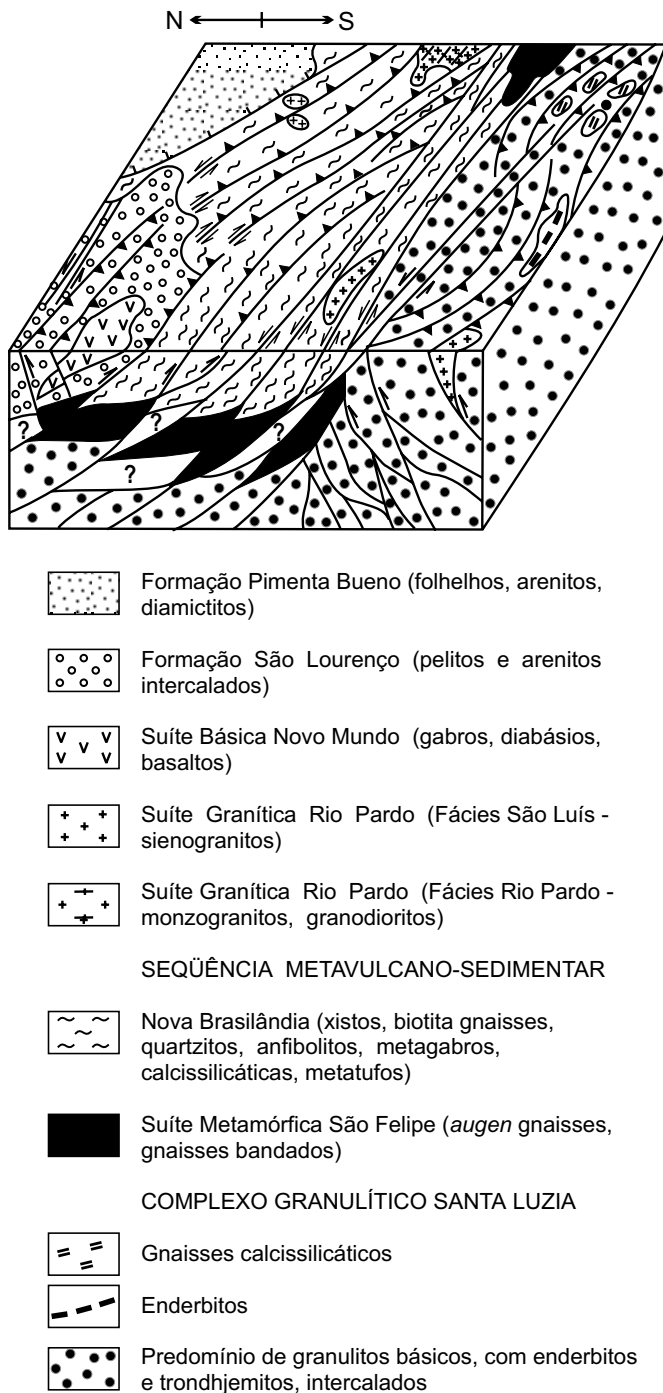 N S
? ? ?
?
Formação Pimenta Bueno (folhelhos, arenitos,
diamictitos)
Formação São Lourenço (pelitos e arenitos
intercalados)
Suíte Básica Novo Mundo (gabros, diabásios,
basaltos)
Suíte Granítica Rio Pardo (Fácies São Luís -
sienogranitos)
Suíte Granítica Rio Pardo (Fácies Rio Pardo -
monzogranitos, granodioritos)
SEQÜÊNCIA METAVULCANO-SEDIMENTAR
Nova Brasilândia (xistos, biotita gnaisses,
quartzitos, anfibolitos, metagabros,
calcissilicáticas, metatufos)
Suíte Metamórfica São Felipe (augen gnaisses,
gnaisses bandados)
COMPLEXO GRANULÍTICO SANTA LUZIA
Gnaisses calcissilicáticos
Enderbitos
Predomínio de granulitos básicos, com enderbitos
e trondhjemitos, intercalados